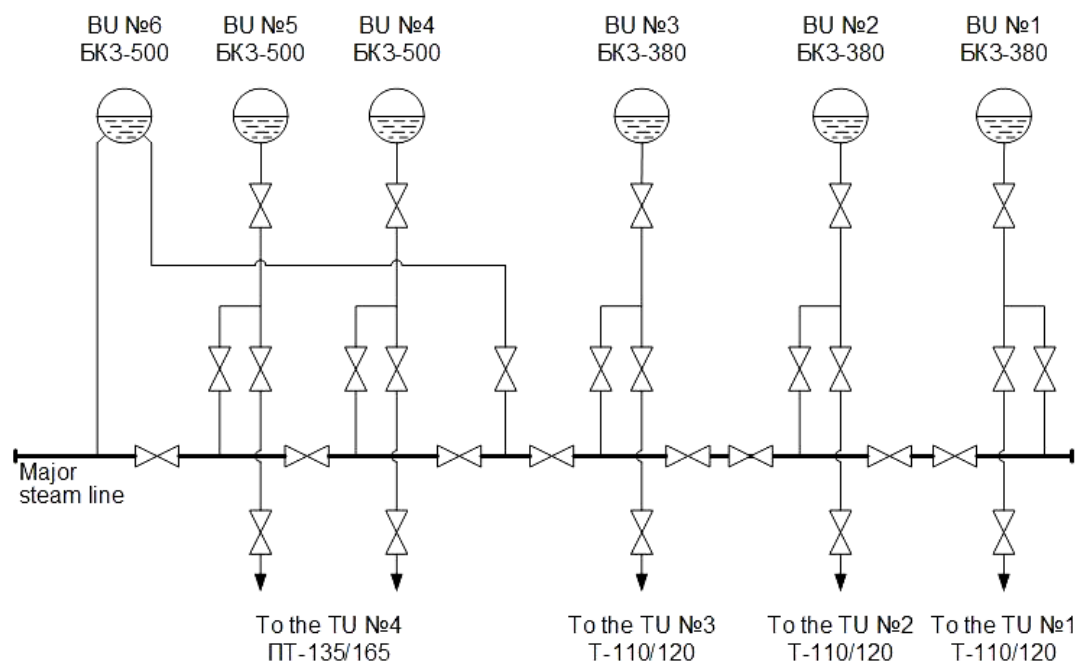 BU №6
БКЗ-500
BU №5
БКЗ-500
BU №4
БКЗ-500
BU №3
БКЗ-380
BU №2
БКЗ-380
BU №1
БКЗ-380
Major
steam line
To the TU №4
ПТ-135/165
To the TU №3
Т-110/120
To the TU №2
Т-110/120
To the TU №1
Т-110/120